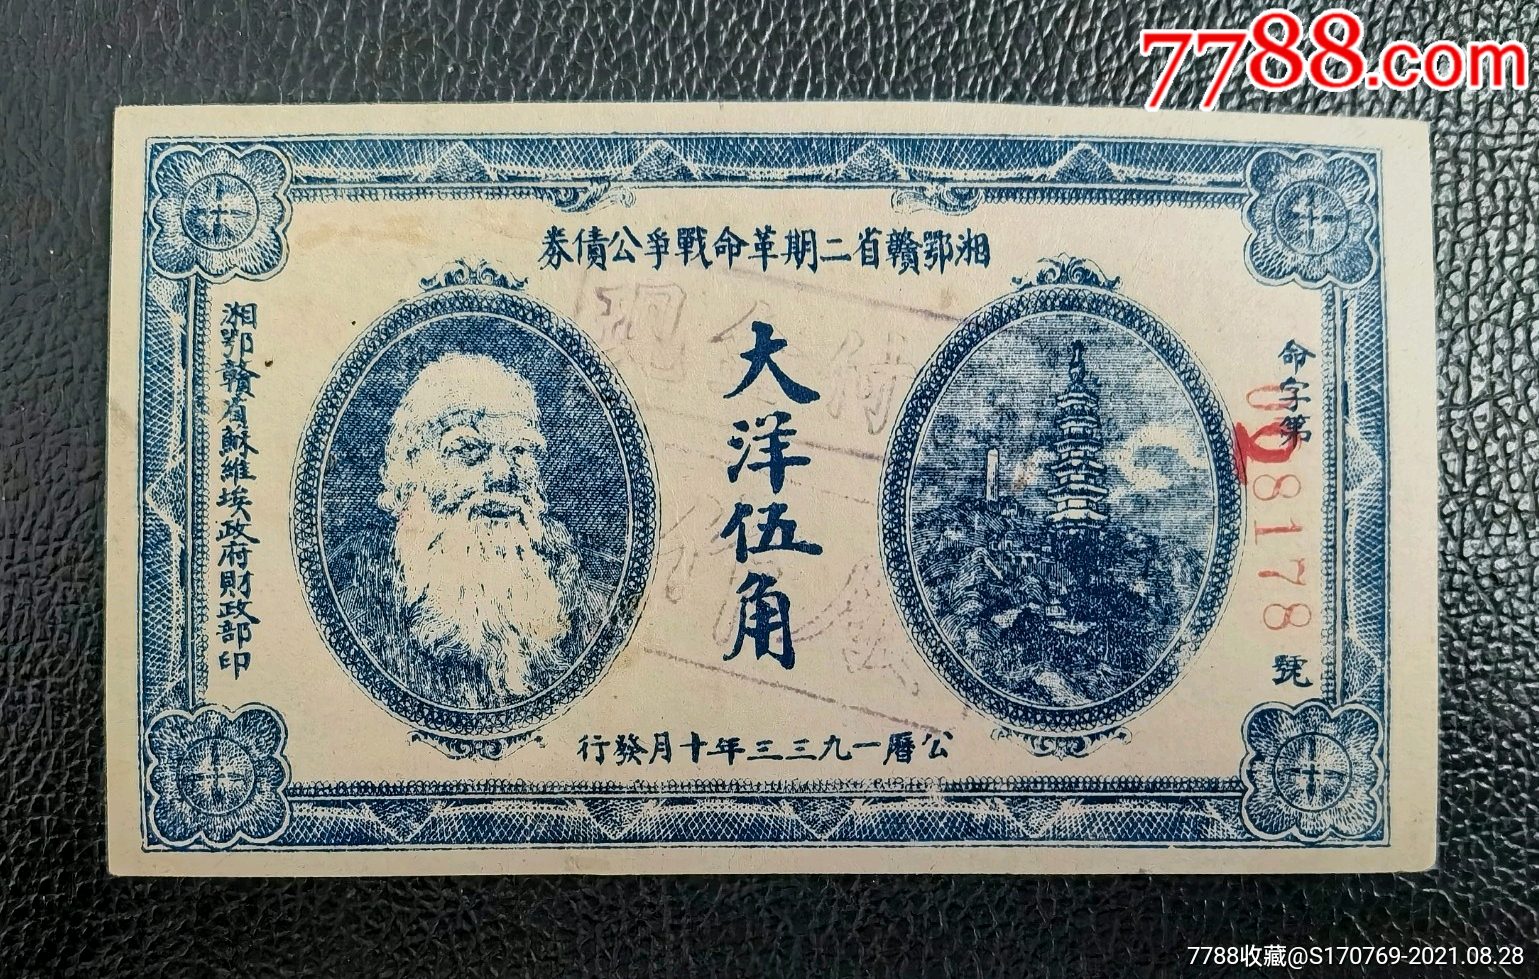 7788.com
湘鄂贛省二期革命戰爭公債券
大洋伍角
命字第
008178
號
湘鄂贛省蘇維埃政府財政部印
公曆一九三三年十月發行
7788收藏@S170769-2021.08.28